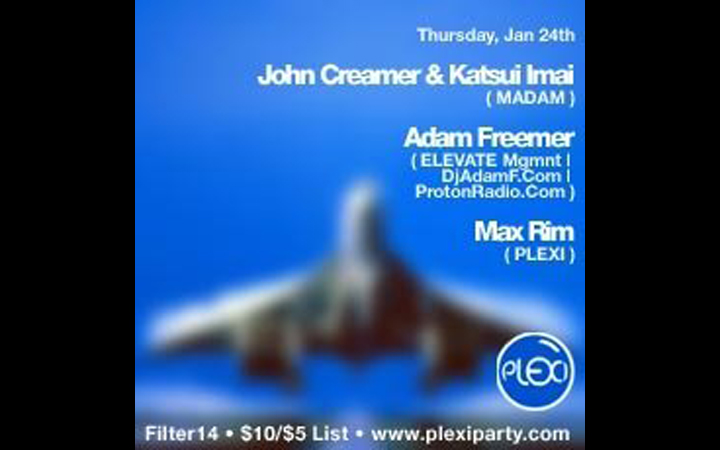 Thursday, Jan 24th
John Creamer & Katsui Imai
( MADAM )
Adam Freemer
( ELEVATE Mgmnt |
DjAdamF.Com |
ProtonRadio.Com )
Max Rim
( PLEXI )
PLEXI
Filter14 • $10/$5 List • www.plexiparty.com